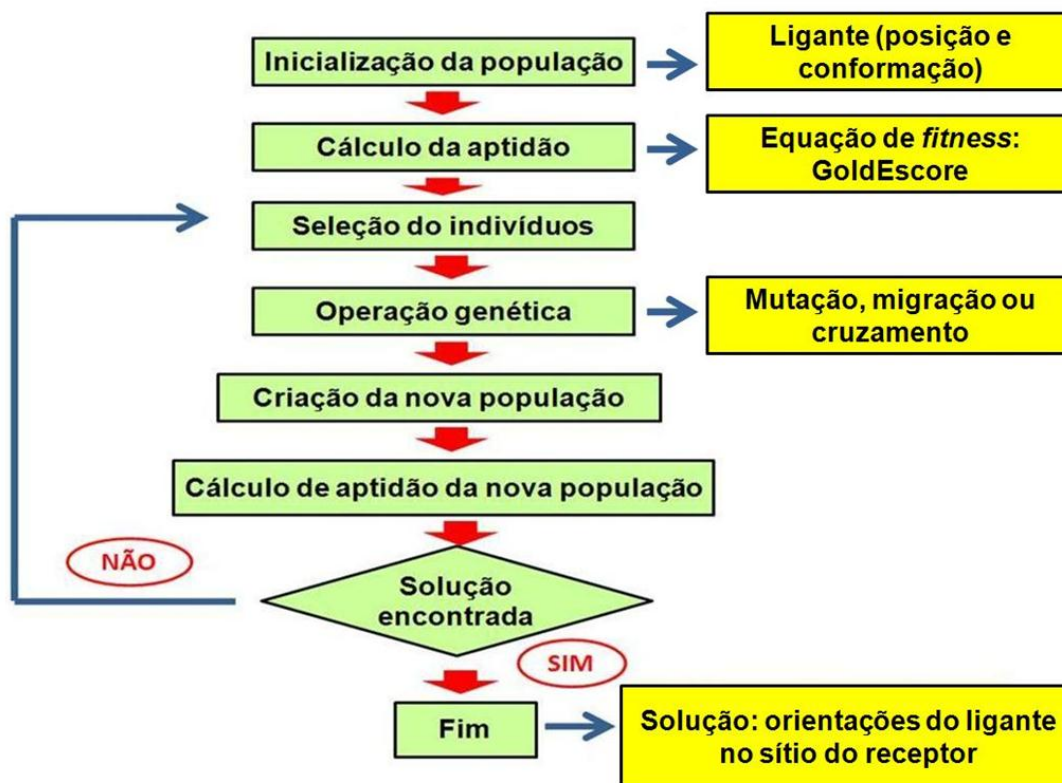 Inicialização da população
Ligante (posição e
conformação)
Cálculo da aptidão
Equação de fitness:
GoldEscore
Seleção do indivíduos
Operação genética
Mutação, migração ou
cruzamento
Criação da nova população
Cálculo de aptidão da nova população
NÃO
Solução
encontrada
SIM
Fim
Solução: orientações do ligante
no sítio do receptor